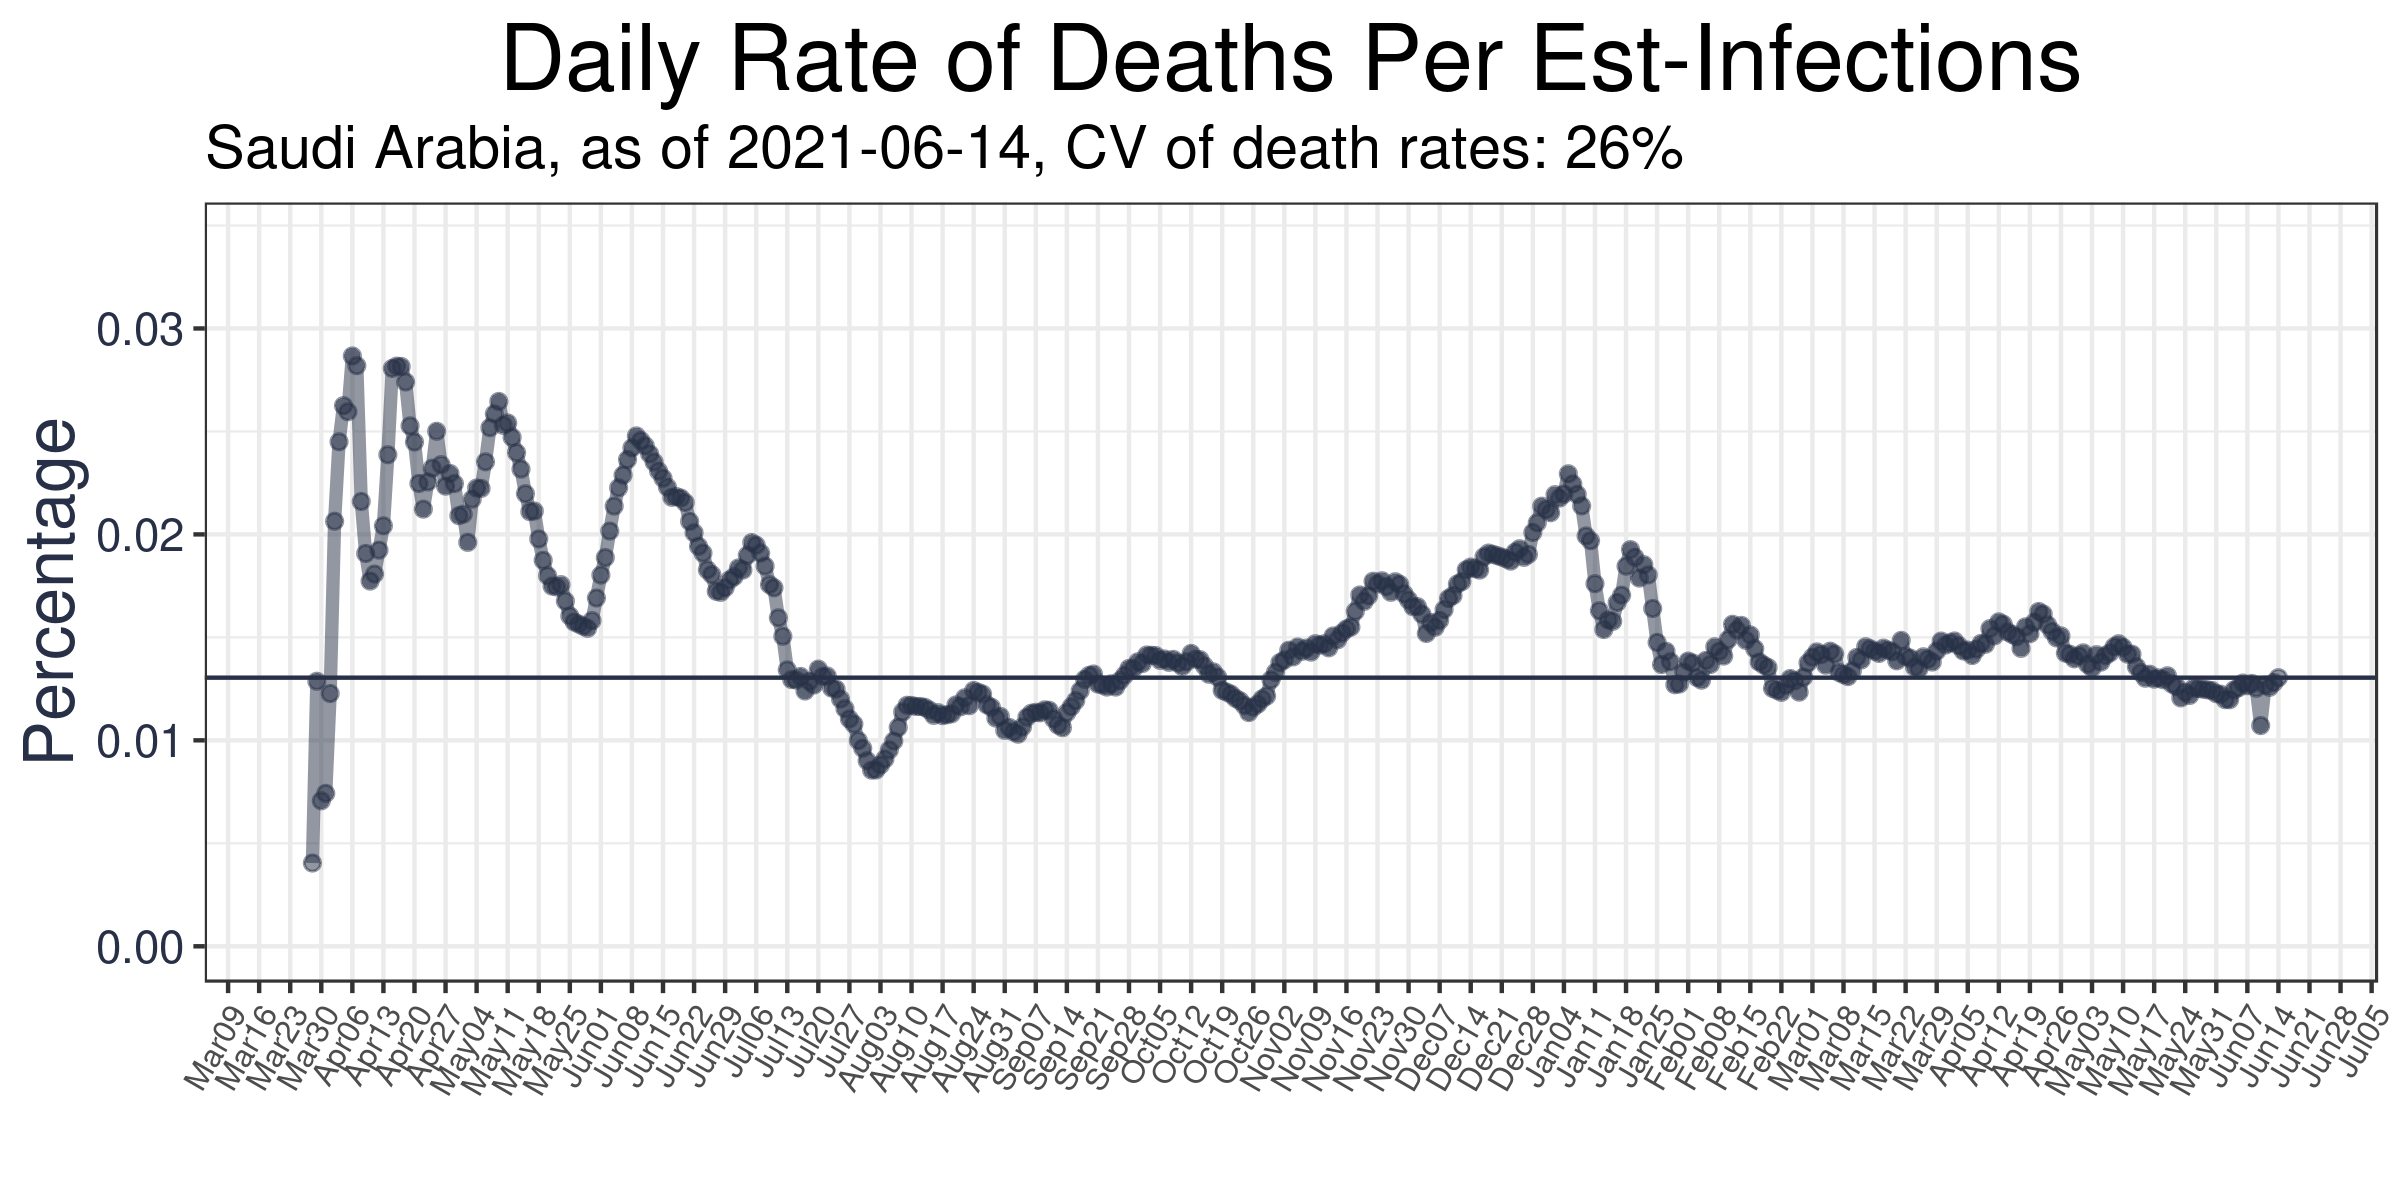 Daily Rate of Deaths Per Est-Infections
Saudi Arabia, as of 2021-06-14, CV of death rates: 26%
Percentage
0.03
0.02
0.01
0.00
Mar09 Mar16 Mar23 Mar30 Apr06 Apr13 Apr20 Apr27 May04 May11 May18 May25 Jun01 Jun08 Jun15 Jun22 Jun29 Jul06 Jul13 Jul20 Jul27 Aug03 Aug10 Aug17 Aug24 Aug31 Sep07 Sep14 Sep21 Sep28 Oct05 Oct12 Oct19 Oct26 Nov02 Nov09 Nov16 Nov23 Nov30 Dec07 Dec14 Dec21 Dec28 Jan04 Jan11 Jan18 Jan25 Feb01 Feb08 Feb15 Feb22 Mar01 Mar08 Mar15 Mar22 Mar29 Apr05 Apr12 Apr19 Apr26 May03 May10 May17 May24 May31 Jun07 Jun14 Jun21 Jun28 Jul05